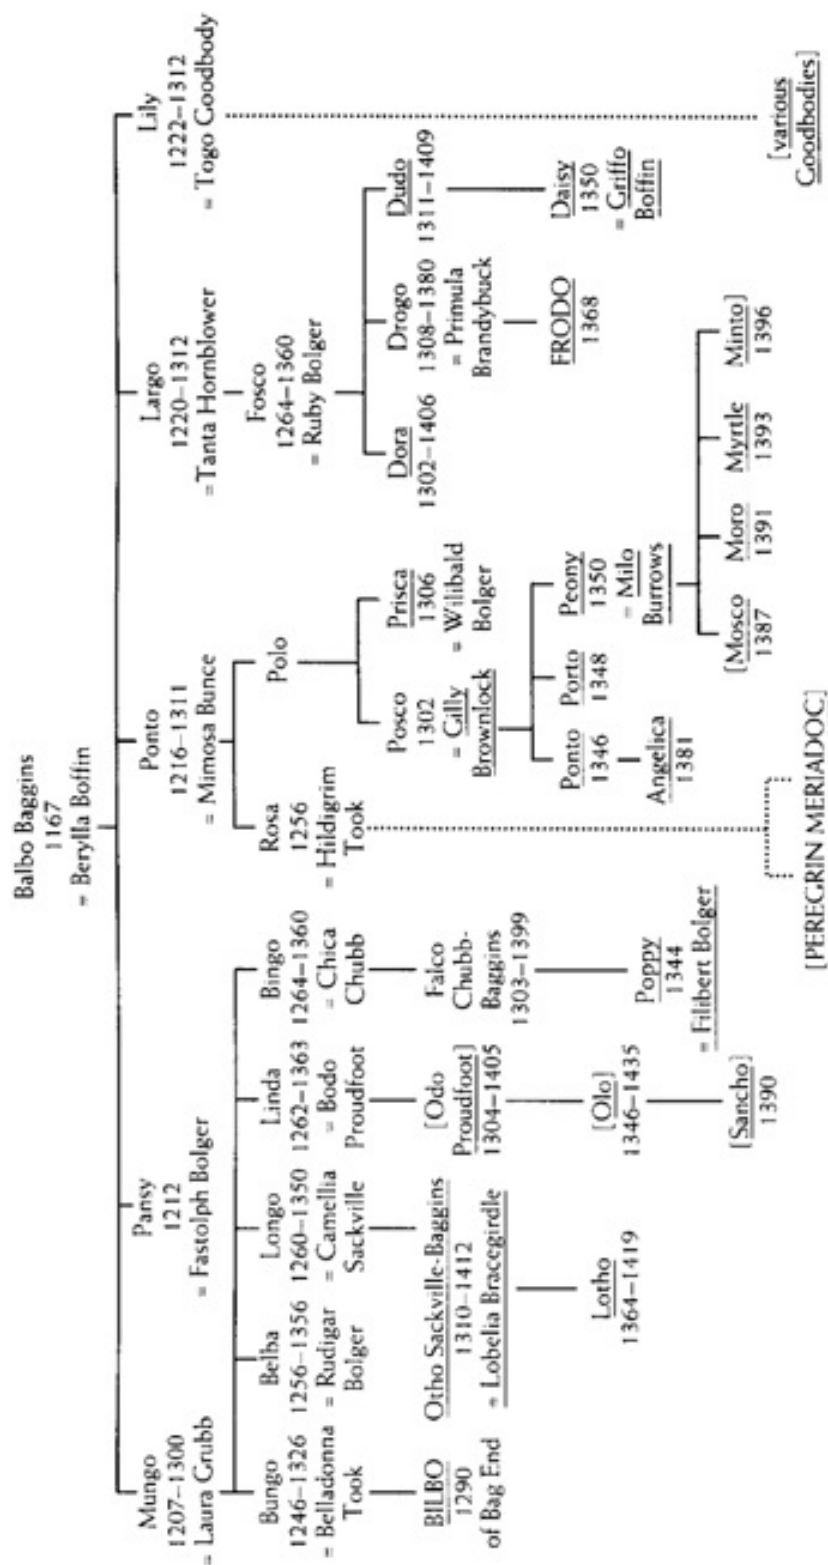 Balbo Baggins
1167
= Berylla Boffin
Mungo
1207–1300
= Laura Grubb
Pansy
1212
= Fastolph Bolger
Ponto
1216–1311
= Mimosa Bunce
Largo
1220–1312
= Tanta Hornblower
Lily
1222–1312
= Togo Goodbody
Bungo
1246–1326
= Belladonna
Took
Belba
1256–1356
= Rudigar
Bolger
Longo
1260–1350
= Camellia
Sackville
Linda
1262–1363
= Bodo
Proudfoot
Bingo
1264–1360
= Chica
Chubb
Rosa
1256
= Hildigrim
Took
Polo
Fosco
1264–1360
= Ruby Bolger
BILBO
1290
of Bag End
Otho Sackville-Baggins
1310–1412
= Lobelia Bracegirdle
[Odo
Proudfoot]
1304–1405
Falco
Chubb-
Baggins
1303–1399
Posco
1302
= Gilly
Brownlock
Prisca
1306
= Wilibald
Bolger
Dora
1302–1406
Drogo
1308–1380
= Primula
Brandybuck
Dudo
1311–1409
Lotho
1364–1419
[Olo]
1346–1435
Poppy
1344
= Filibert Bolger
Ponto
1346
Porto
1348
Peony
1350
= Milo
Burrows
FRODO
1368
Daisy
1350
= Griffo
Boffin
[Sancho]
1390
Angelica
1381
[Mosco
1387
Moro
1391
Myrtle
1393
Minto]
1396
[various
Goodbodies]
[PEREGRIN MERIADOC]